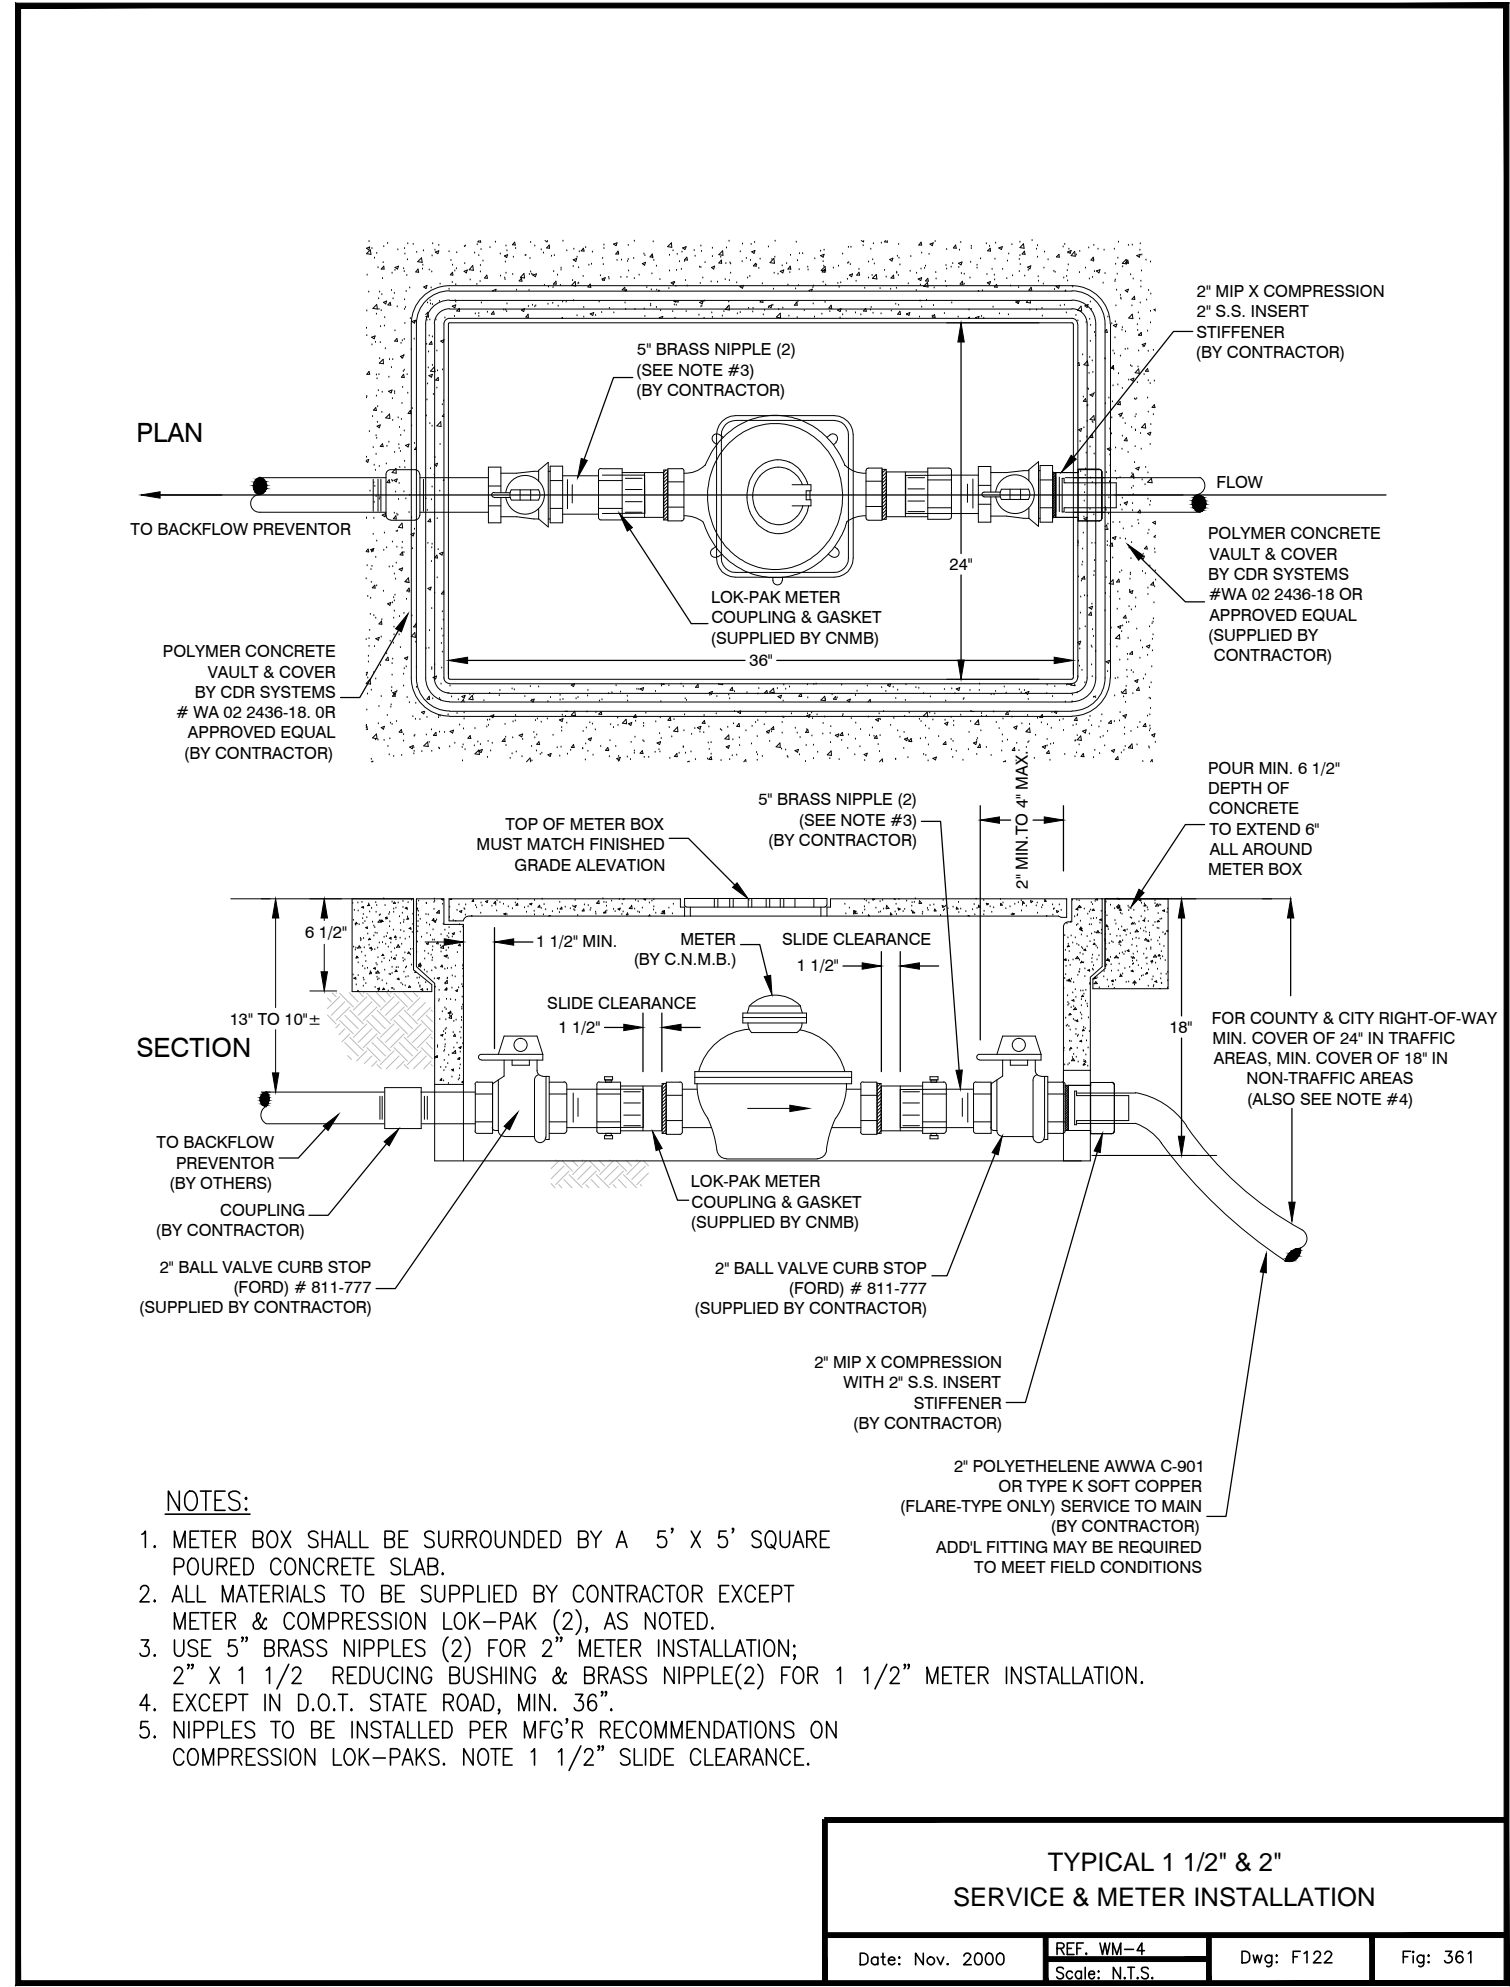 2" MIP X COMPRESSION
2" S.S. INSERT
STIFFENER
(BY CONTRACTOR)
5" BRASS NIPPLE (2)
(SEE NOTE #3)
(BY CONTRACTOR)
PLAN
FLOW
TO BACKFLOW PREVENTOR
POLYMER CONCRETE
VAULT & COVER
BY CDR SYSTEMS
#WA 02 2436-18 OR
APPROVED EQUAL
(SUPPLIED BY
CONTRACTOR)
24"
LOK-PAK METER
COUPLING & GASKET
(SUPPLIED BY CNMB)
36"
POLYMER CONCRETE
VAULT & COVER
BY CDR SYSTEMS
# WA 02 2436-18. 0R
APPROVED EQUAL
(BY CONTRACTOR)
POUR MIN. 6 1/2"
DEPTH OF
CONCRETE
TO EXTEND 6"
ALL AROUND
METER BOX
2" MIN.TO 4" MAX
5" BRASS NIPPLE (2)
(SEE NOTE #3)
(BY CONTRACTOR)
TOP OF METER BOX
MUST MATCH FINISHED
GRADE ALEVATION
6 1/2"
1 1/2" MIN.
METER
(BY C.N.M.B.)
SLIDE CLEARANCE
1 1/2"
SLIDE CLEARANCE
1 1/2"
13" TO 10"±
SECTION
18"
FOR COUNTY & CITY RIGHT-OF-WAY
MIN. COVER OF 24" IN TRAFFIC
AREAS, MIN. COVER OF 18" IN
NON-TRAFFIC AREAS
(ALSO SEE NOTE #4)
TO BACKFLOW
PREVENTOR
(BY OTHERS)
COUPLING
(BY CONTRACTOR)
LOK-PAK METER
COUPLING & GASKET
(SUPPLIED BY CNMB)
2" BALL VALVE CURB STOP
(FORD) # 811-777
(SUPPLIED BY CONTRACTOR)
2" BALL VALVE CURB STOP
(FORD) # 811-777
(SUPPLIED BY CONTRACTOR)
2" MIP X COMPRESSION
WITH 2" S.S. INSERT
STIFFENER
(BY CONTRACTOR)
2" POLYETHELENE AWWA C-901
OR TYPE K SOFT COPPER
(FLARE-TYPE ONLY) SERVICE TO MAIN
(BY CONTRACTOR)
ADD'L FITTING MAY BE REQUIRED
TO MEET FIELD CONDITIONS
NOTES:
1. METER BOX SHALL BE SURROUNDED BY A 5' X 5' SQUARE
POURED CONCRETE SLAB.
2. ALL MATERIALS TO BE SUPPLIED BY CONTRACTOR EXCEPT
METER & COMPRESSION LOK-PAK (2), AS NOTED.
3. USE 5" BRASS NIPPLES (2) FOR 2" METER INSTALLATION;
2" X 1 1/2 REDUCING BUSHING & BRASS NIPPLE(2) FOR 1 1/2" METER INSTALLATION.
4. EXCEPT IN D.O.T. STATE ROAD, MIN. 36".
5. NIPPLES TO BE INSTALLED PER MFG'R RECOMMENDATIONS ON
COMPRESSION LOK-PAKS. NOTE 1 1/2" SLIDE CLEARANCE.
TYPICAL 1 1/2" & 2"
SERVICE & METER INSTALLATION
Date: Nov. 2000
REF. WM-4
Scale: N.T.S.
Dwg: F122
Fig: 361